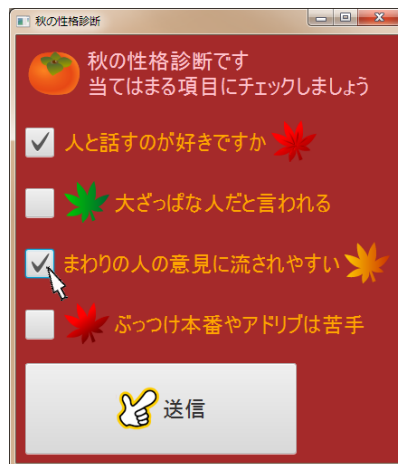 秋の性格診断
秋の性格診断です
当てはまる項目にチェックしましょう
人と話すのが好きですか
大ざっぱな人だと言われる
まわりの人の意見に流されやすい
ぶっつけ本番やアドリブは苦手
送信